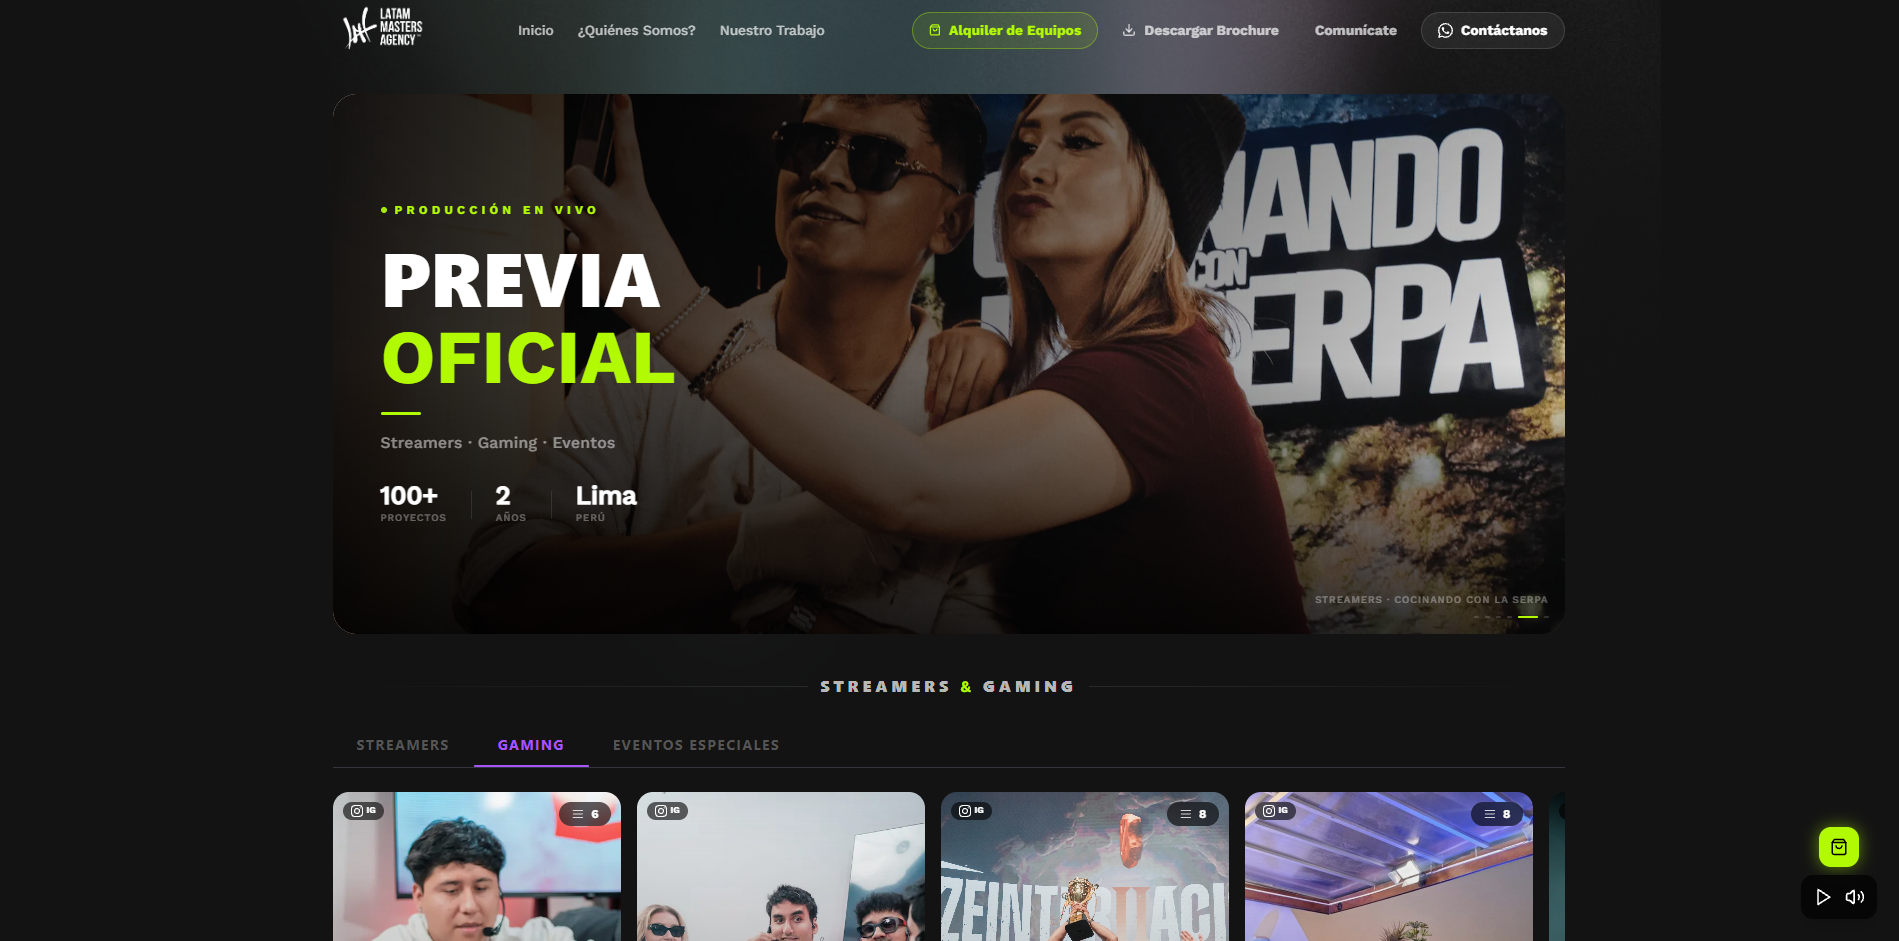 LATAM
MASTERS
AGENCY
Inicio
¿Quiénes Somos?
Nuestro Trabajo
Alquiler de Equipos
Descargar Brochure
Comunícate
Contáctanos
PRODUCCIÓN EN VIVO
PREVIA
OFICIAL
Streamers · Gaming · Eventos
100+
PROYECTOS
2
AÑOS
Lima
PERÚ
NANDO
CON
SERPA
STREAMERS · COCINANDO CON LA SERPA
STREAMERS & GAMING
STREAMERS
GAMING
EVENTOS ESPECIALES
IG
6
IG
IG
8
IG
8